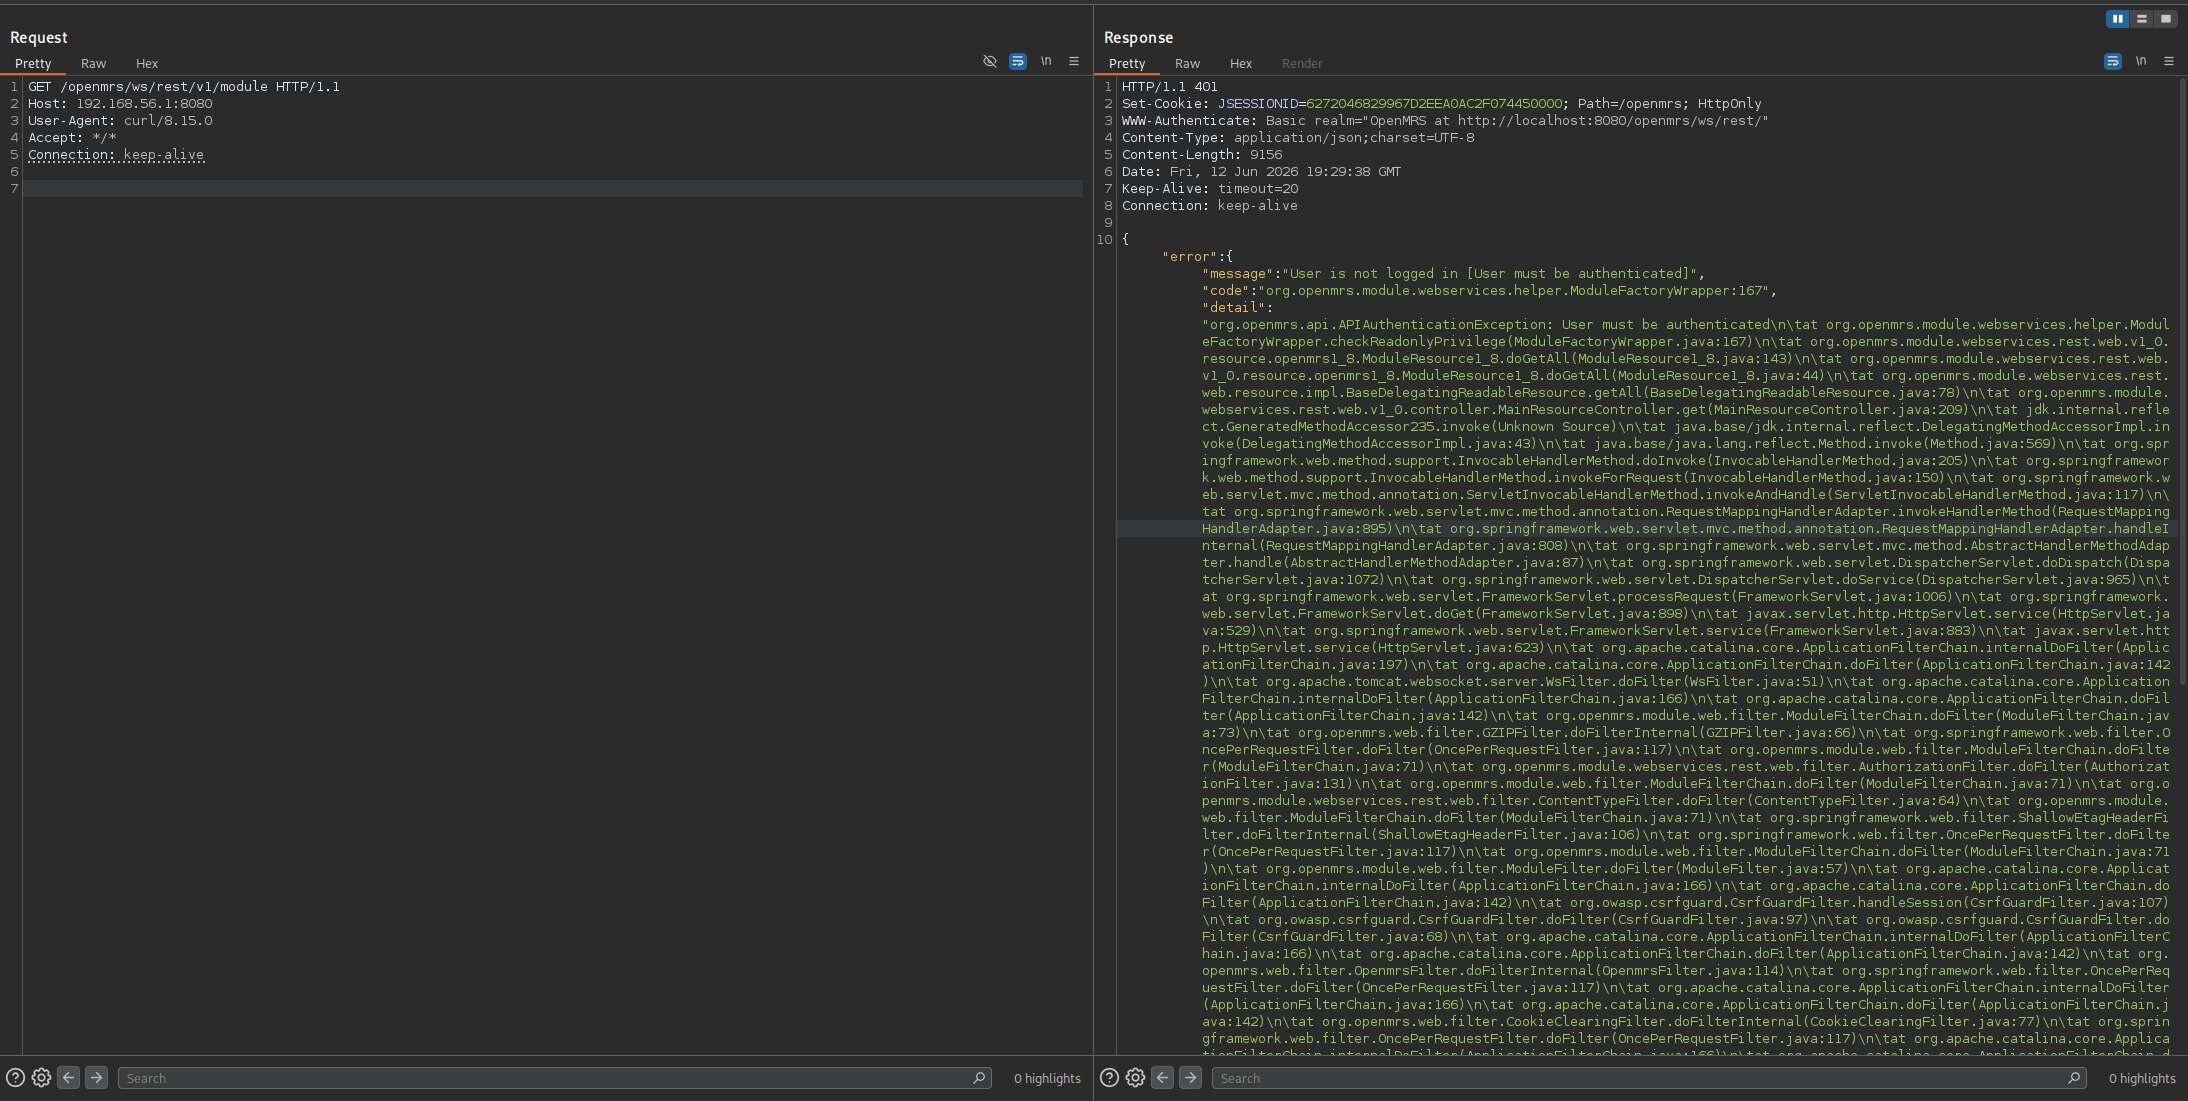 Request
Pretty Raw Hex \n
1 GET /openmrs/ws/rest/v1/module HTTP/1.1
2 Host: 192.168.56.1:8080
3 User-Agent: curl/8.15.0
4 Accept: */*
5 Connection: keep-alive
6
7
Search 0 highlights
Response
Pretty Raw Hex Render \n
1 HTTP/1.1 401
2 Set-Cookie: JSESSIONID=6272046829967D2EEA0AC2F074450000; Path=/openmrs; HttpOnly
3 WWW-Authenticate: Basic realm="OpenMRS at http://localhost:8080/openmrs/ws/rest/"
4 Content-Type: application/json;charset=UTF-8
5 Content-Length: 9156
6 Date: Fri, 12 Jun 2026 19:29:38 GMT
7 Keep-Alive: timeout=20
8 Connection: keep-alive
9
10 {
"error":{
"message":"User is not logged in [User must be authenticated]",
"code":"org.openmrs.module.webservices.helper.ModuleFactoryWrapper:167",
"detail":
"org.openmrs.api.APIAuthenticationException: User must be authenticated\n\tat org.openmrs.module.webservices.helper.Modul
eFactoryWrapper.checkReadonlyPrivilege(ModuleFactoryWrapper.java:167)\n\tat org.openmrs.module.webservices.rest.web.v1_0.
resource.openmrs1_8.ModuleResource1_8.doGetAll(ModuleResource1_8.java:143)\n\tat org.openmrs.module.webservices.rest.web.
v1_0.resource.openmrs1_8.ModuleResource1_8.doGetAll(ModuleResource1_8.java:44)\n\tat org.openmrs.module.webservices.rest.
web.resource.impl.BaseDelegatingReadableResource.getAll(BaseDelegatingReadableResource.java:78)\n\tat org.openmrs.module.
webservices.rest.web.v1_0.controller.MainResourceController.get(MainResourceController.java:209)\n\tat jdk.internal.refle
ct.GeneratedMethodAccessor235.invoke(Unknown Source)\n\tat java.base/jdk.internal.reflect.DelegatingMethodAccessorImpl.in
voke(DelegatingMethodAccessorImpl.java:43)\n\tat java.base/java.lang.reflect.Method.invoke(Method.java:569)\n\tat org.spr
ingframework.web.method.support.InvocableHandlerMethod.doInvoke(InvocableHandlerMethod.java:205)\n\tat org.springframewor
k.web.method.support.InvocableHandlerMethod.invokeForRequest(InvocableHandlerMethod.java:150)\n\tat org.springframework.w
eb.servlet.mvc.method.annotation.ServletInvocableHandlerMethod.invokeAndHandle(ServletInvocableHandlerMethod.java:117)\n\
tat org.springframework.web.servlet.mvc.method.annotation.RequestMappingHandlerAdapter.invokeHandlerMethod(RequestMapping
HandlerAdapter.java:895)\n\tat org.springframework.web.servlet.mvc.method.annotation.RequestMappingHandlerAdapter.handleI
nternal(RequestMappingHandlerAdapter.java:808)\n\tat org.springframework.web.servlet.mvc.method.AbstractHandlerMethodAdap
ter.handle(AbstractHandlerMethodAdapter.java:87)\n\tat org.springframework.web.servlet.DispatcherServlet.doDispatch(Dispa
tcherServlet.java:1072)\n\tat org.springframework.web.servlet.DispatcherServlet.doService(DispatcherServlet.java:965)\n\t
at org.springframework.web.servlet.FrameworkServlet.processRequest(FrameworkServlet.java:1006)\n\tat org.springframework.
web.servlet.FrameworkServlet.doGet(FrameworkServlet.java:898)\n\tat javax.servlet.http.HttpServlet.service(HttpServlet.ja
va:529)\n\tat org.springframework.web.servlet.FrameworkServlet.service(FrameworkServlet.java:883)\n\tat javax.servlet.htt
p.HttpServlet.service(HttpServlet.java:623)\n\tat org.apache.catalina.core.ApplicationFilterChain.internalDoFilter(Applic
ationFilterChain.java:197)\n\tat org.apache.catalina.core.ApplicationFilterChain.doFilter(ApplicationFilterChain.java:142
)\n\tat org.apache.tomcat.websocket.server.WsFilter.doFilter(WsFilter.java:51)\n\tat org.apache.catalina.core.Application
FilterChain.internalDoFilter(ApplicationFilterChain.java:166)\n\tat org.apache.catalina.core.ApplicationFilterChain.doFil
ter(ApplicationFilterChain.java:142)\n\tat org.openmrs.module.web.filter.ModuleFilterChain.doFilter(ModuleFilterChain.jav
a:73)\n\tat org.openmrs.web.filter.GZIPFilter.doFilterInternal(GZIPFilter.java:66)\n\tat org.springframework.web.filter.O
ncePerRequestFilter.doFilter(OncePerRequestFilter.java:117)\n\tat org.openmrs.module.web.filter.ModuleFilterChain.doFilte
r(ModuleFilterChain.java:71)\n\tat org.openmrs.module.webservices.rest.web.filter.AuthorizationFilter.doFilter(Authorizat
ionFilter.java:131)\n\tat org.openmrs.module.web.filter.ModuleFilterChain.doFilter(ModuleFilterChain.java:71)\n\tat org.o
penmrs.module.webservices.rest.web.filter.ContentTypeFilter.doFilter(ContentTypeFilter.java:64)\n\tat org.openmrs.module.
web.filter.ModuleFilterChain.doFilter(ModuleFilterChain.java:71)\n\tat org.springframework.web.filter.ShallowEtagHeaderFi
lter.doFilterInternal(ShallowEtagHeaderFilter.java:106)\n\tat org.springframework.web.filter.OncePerRequestFilter.doFilte
r(OncePerRequestFilter.java:117)\n\tat org.openmrs.module.web.filter.ModuleFilterChain.doFilter(ModuleFilterChain.java:71
)\n\tat org.openmrs.module.web.filter.ModuleFilter.doFilter(ModuleFilter.java:57)\n\tat org.apache.catalina.core.Applicat
ionFilterChain.internalDoFilter(ApplicationFilterChain.java:166)\n\tat org.apache.catalina.core.ApplicationFilterChain.do
Filter(ApplicationFilterChain.java:142)\n\tat org.owasp.csrfguard.CsrfGuardFilter.handleSession(CsrfGuardFilter.java:107)
\n\tat org.owasp.csrfguard.CsrfGuardFilter.doFilter(CsrfGuardFilter.java:97)\n\tat org.owasp.csrfguard.CsrfGuardFilter.do
Filter(CsrfGuardFilter.java:68)\n\tat org.apache.catalina.core.ApplicationFilterChain.internalDoFilter(ApplicationFilterC
hain.java:166)\n\tat org.apache.catalina.core.ApplicationFilterChain.doFilter(ApplicationFilterChain.java:142)\n\tat org.
openmrs.web.filter.OpenmrsFilter.doFilterInternal(OpenmrsFilter.java:114)\n\tat org.springframework.web.filter.OncePerReq
uestFilter.doFilter(OncePerRequestFilter.java:117)\n\tat org.apache.catalina.core.ApplicationFilterChain.internalDoFilter
(ApplicationFilterChain.java:166)\n\tat org.apache.catalina.core.ApplicationFilterChain.doFilter(ApplicationFilterChain.j
ava:142)\n\tat org.openmrs.web.filter.CookieClearingFilter.doFilterInternal(CookieClearingFilter.java:77)\n\tat org.sprin
gframework.web.filter.OncePerRequestFilter.doFilter(OncePerRequestFilter.java:117)\n\tat org.apache.catalina.core.Applica
tionFilterChain.internalDoFilter(ApplicationFilterChain.java:166)\n\tat org.apache.catalina.core.ApplicationFilterChain.d
Search 0 highlights